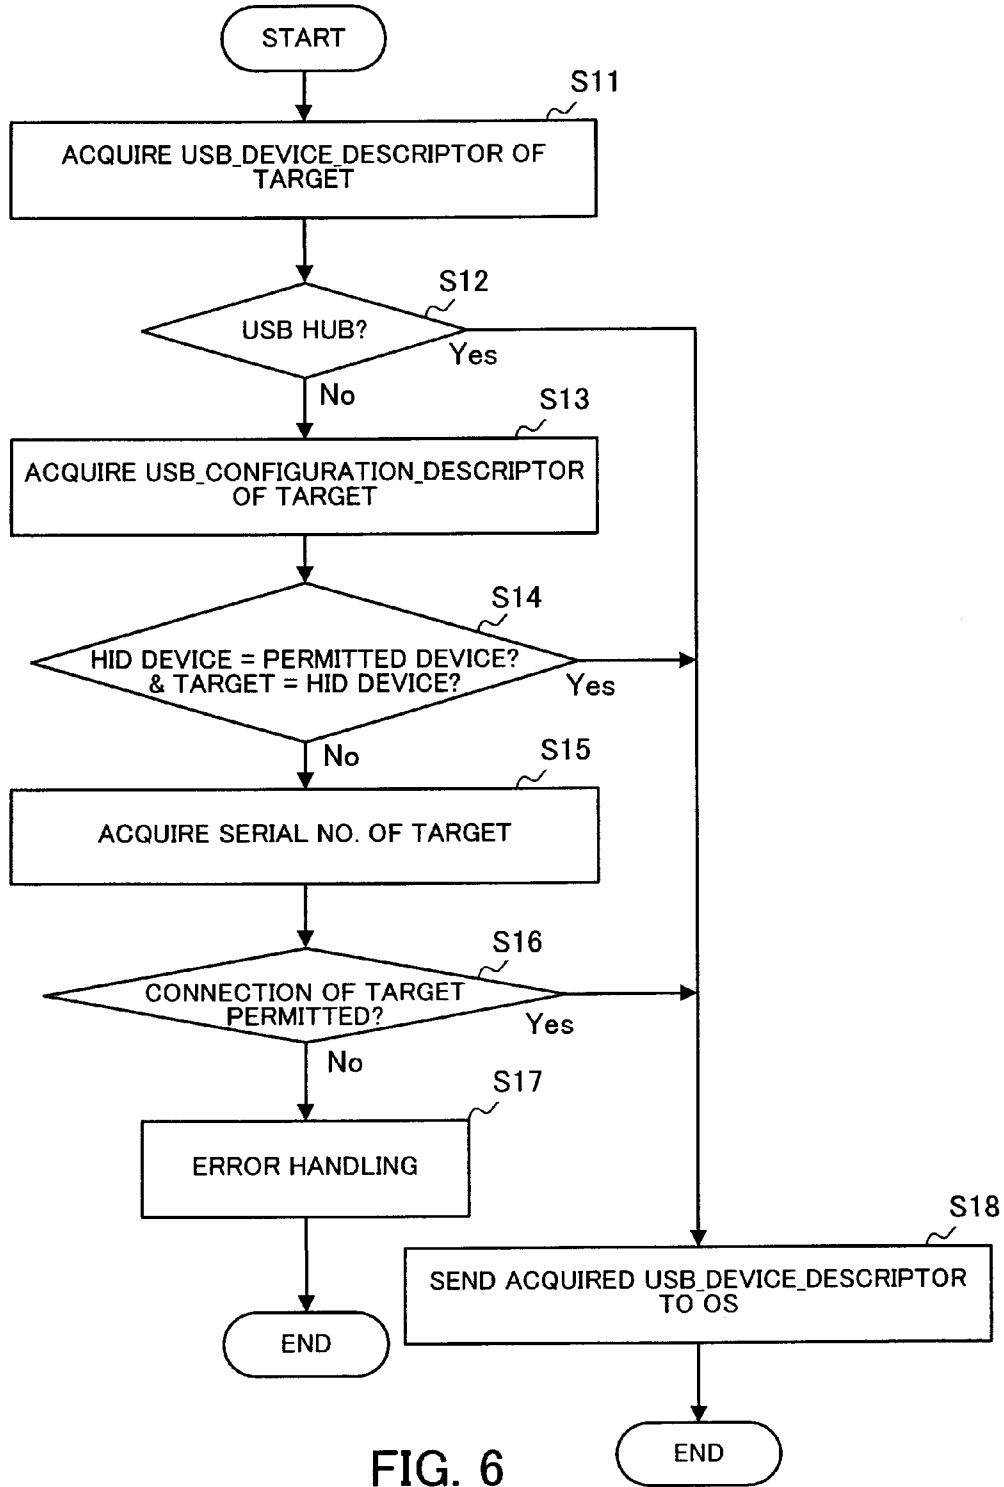 START
S11
ACQUIRE USB_DEVICE_DESCRIPTOR OF
TARGET
S12
USB HUB?
Yes
No
S13
ACQUIRE USB_CONFIGURATION_DESCRIPTOR
OF TARGET
S14
HID DEVICE = PERMITTED DEVICE?
& TARGET = HID DEVICE?
Yes
No
S15
ACQUIRE SERIAL NO. OF TARGET
S16
CONNECTION OF TARGET
PERMITTED?
Yes
No
S17
ERROR HANDLING
S18
SEND ACQUIRED USB_DEVICE_DESCRIPTOR
TO OS
END
END
FIG. 6